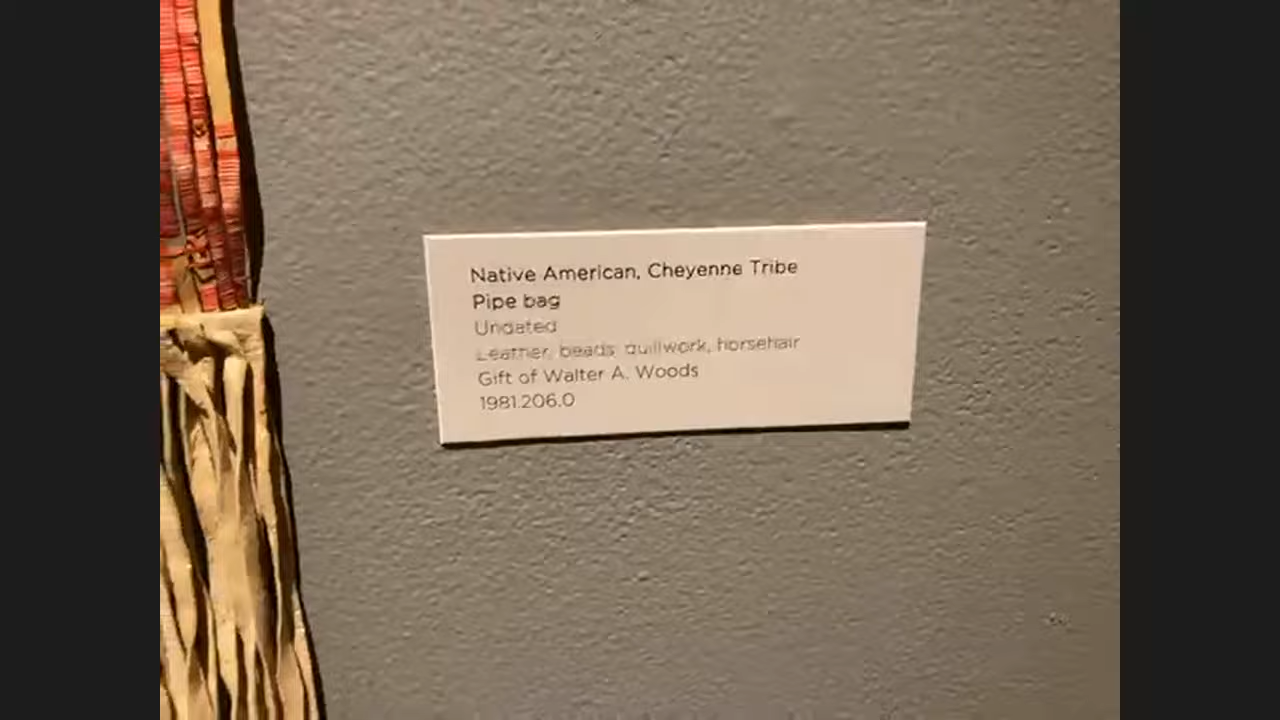 Native American, Cheyenne Tribe
Pipe bag
Undated
Leather, beads, quillwork, horsehair
Gift of Walter A. Woods
1981.206.0